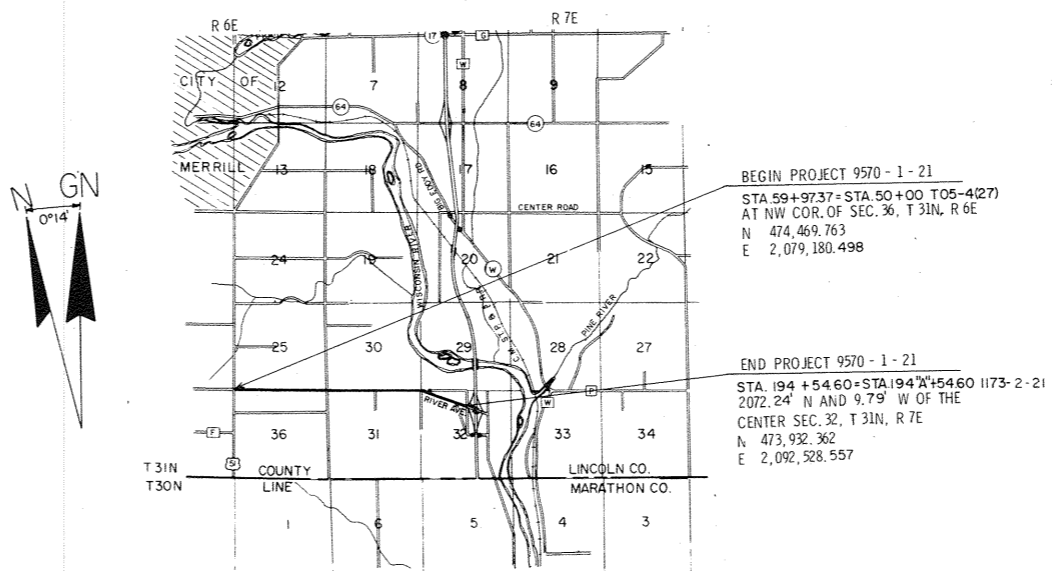 R 6E
R 7E
17
G
W
CITY OF
12
7
8
9
64
64
MERRILL
13
18
17
16
15
BIG EDDY RD
N GN
0°14'
BEGIN PROJECT 9570 - 1 - 21
STA. 59+97.37 = STA. 50+00 T05-4(27)
AT NW COR. OF SEC. 36, T 31N, R 6E
N 474,469.763
E 2,079,180.498
CENTER ROAD
WISCONSIN RIVER
24
19
20
21
22
W
C.M. ST. P. & P. R.R.
PINE RIVER
25
30
29
28
27
END PROJECT 9570 - 1 - 21
STA. 194 + 54.60 = STA. 194 "A" + 54.60 1173-2-21
2072.24' N AND 9.79' W OF THE
CENTER SEC. 32, T 31N, R 7E
N 473,932.362
E 2,092,528.557
RIVER AVE
W
P
F
36
31
32
33
34
51
T 31N
COUNTY
LINCOLN CO.
T30N
LINE
MARATHON CO.
1
6
5
4
3